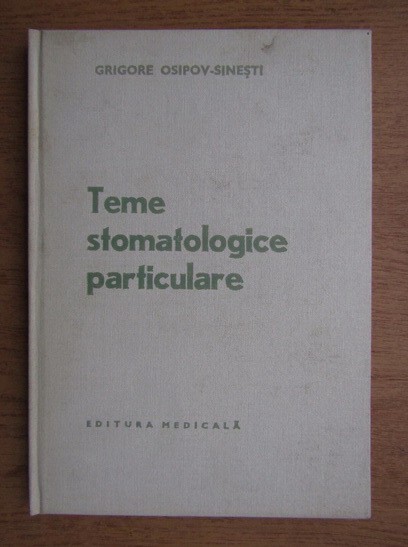 GRIGORE OSIPOV-SINEȘTI
Teme
stomatologice
particulare
EDITURA MEDICALĂ